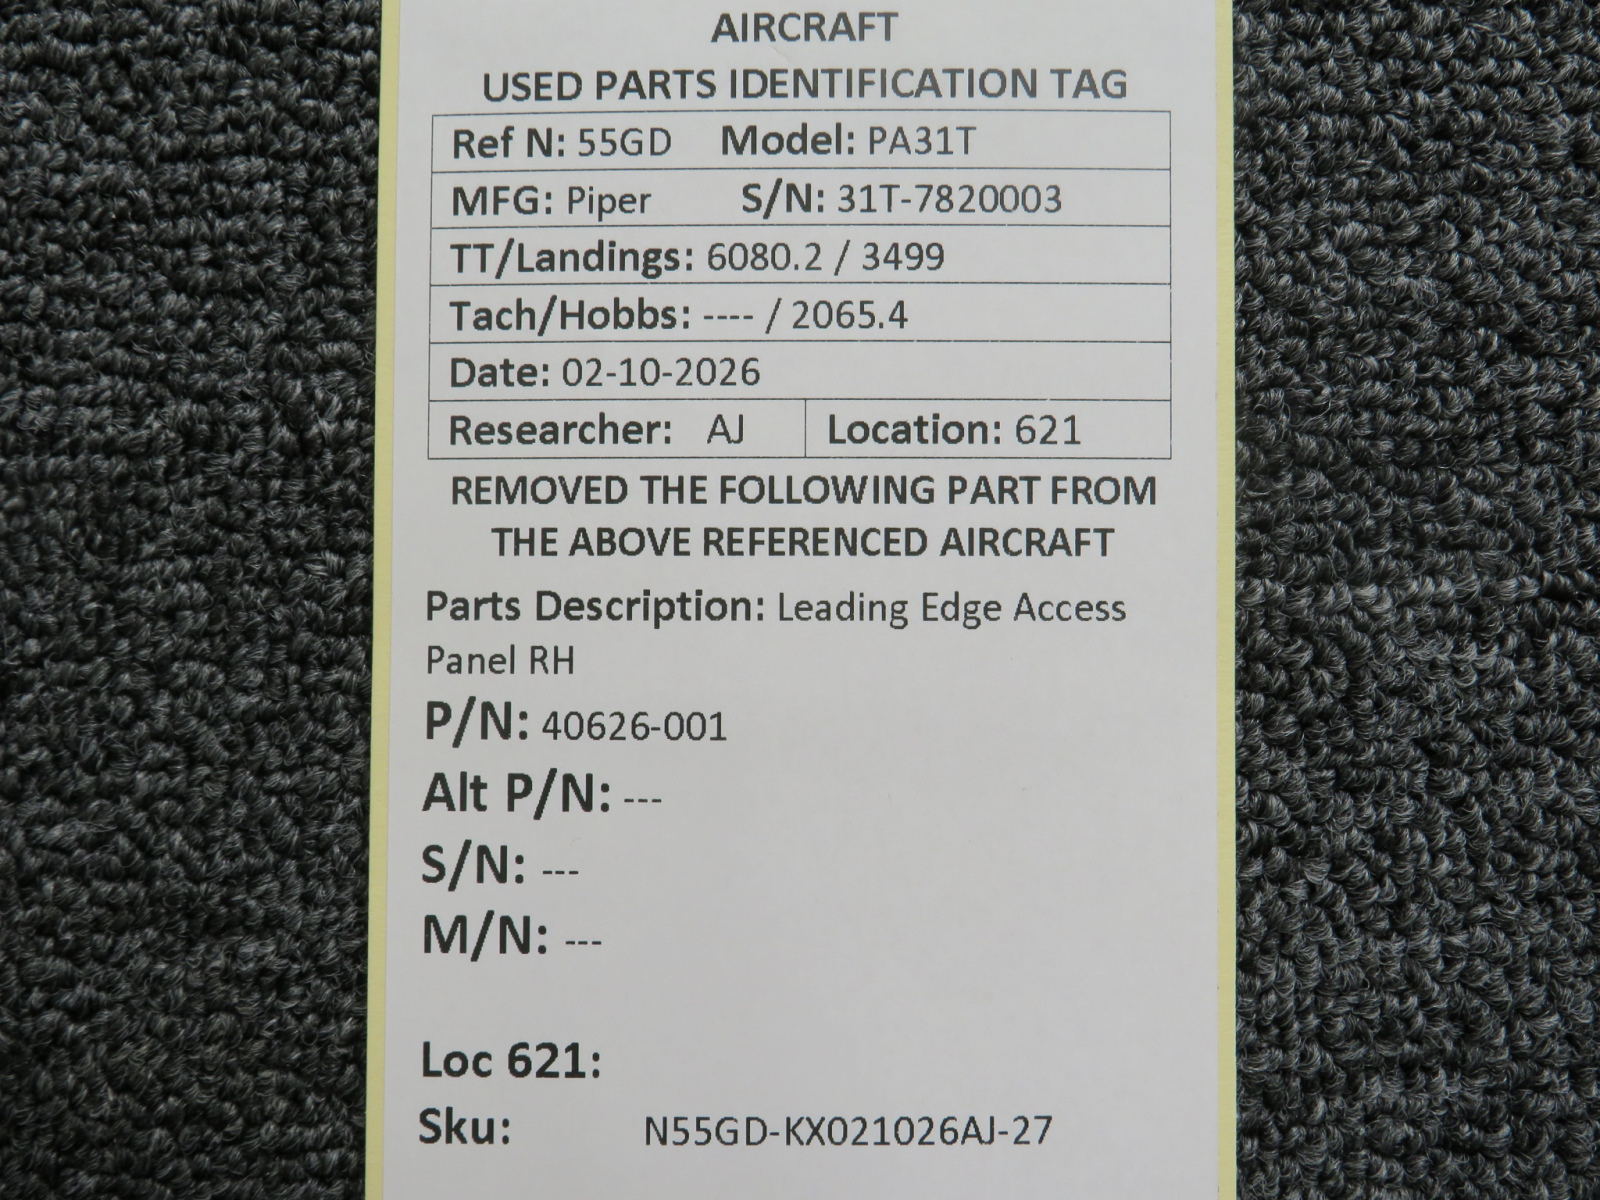 AIRCRAFT
USED PARTS IDENTIFICATION TAG
Ref N: 55GD Model: PA31T
MFG: Piper S/N: 31T-7820003
TT/Landings: 6080.2 / 3499
Tach/Hobbs: ---- / 2065.4
Date: 02-10-2026
Researcher: AJ Location: 621
REMOVED THE FOLLOWING PART FROM
THE ABOVE REFERENCED AIRCRAFT
Parts Description: Leading Edge Access
Panel RH
P/N: 40626-001
Alt P/N: ---
S/N: ---
M/N: ---
Loc 621:
Sku: N55GD-KX021026AJ-27